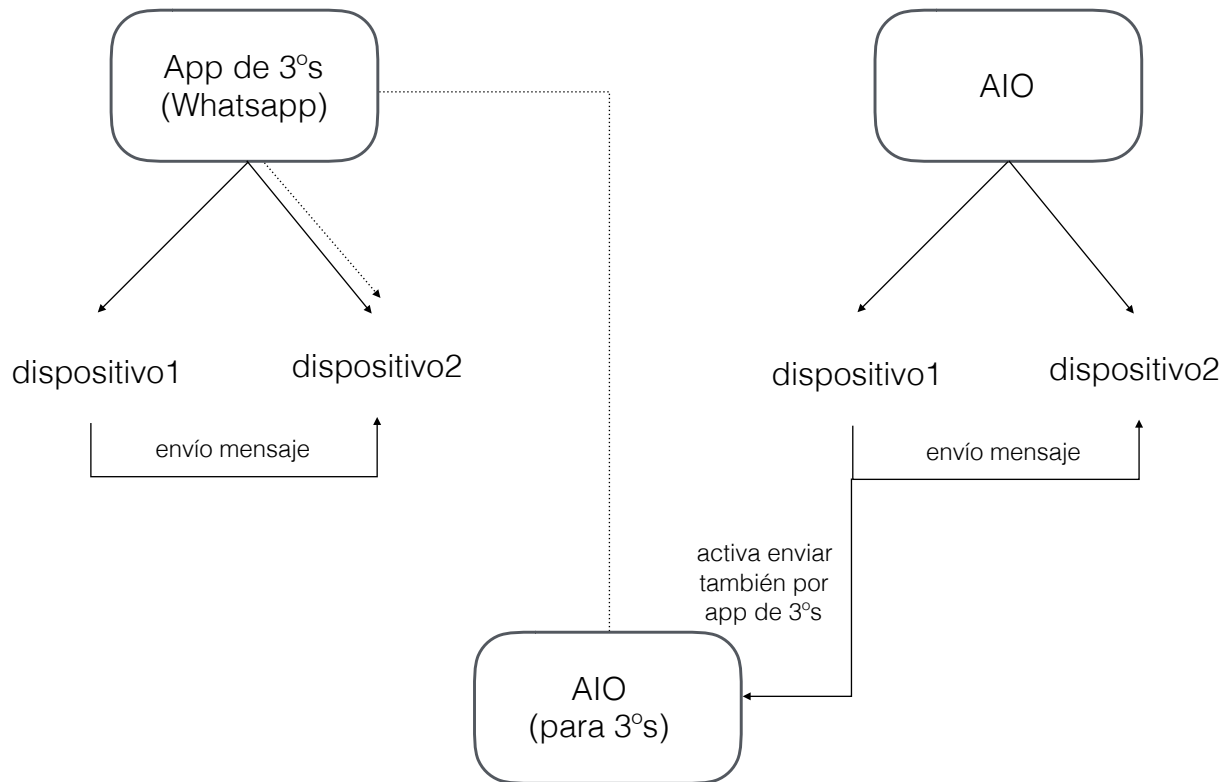 App de 3ºs
(Whatsapp)
AIO
dispositivo1
dispositivo2
dispositivo1
dispositivo2
envío mensaje
envío mensaje
activa enviar
también por
app de 3ºs
AIO
(para 3ºs)